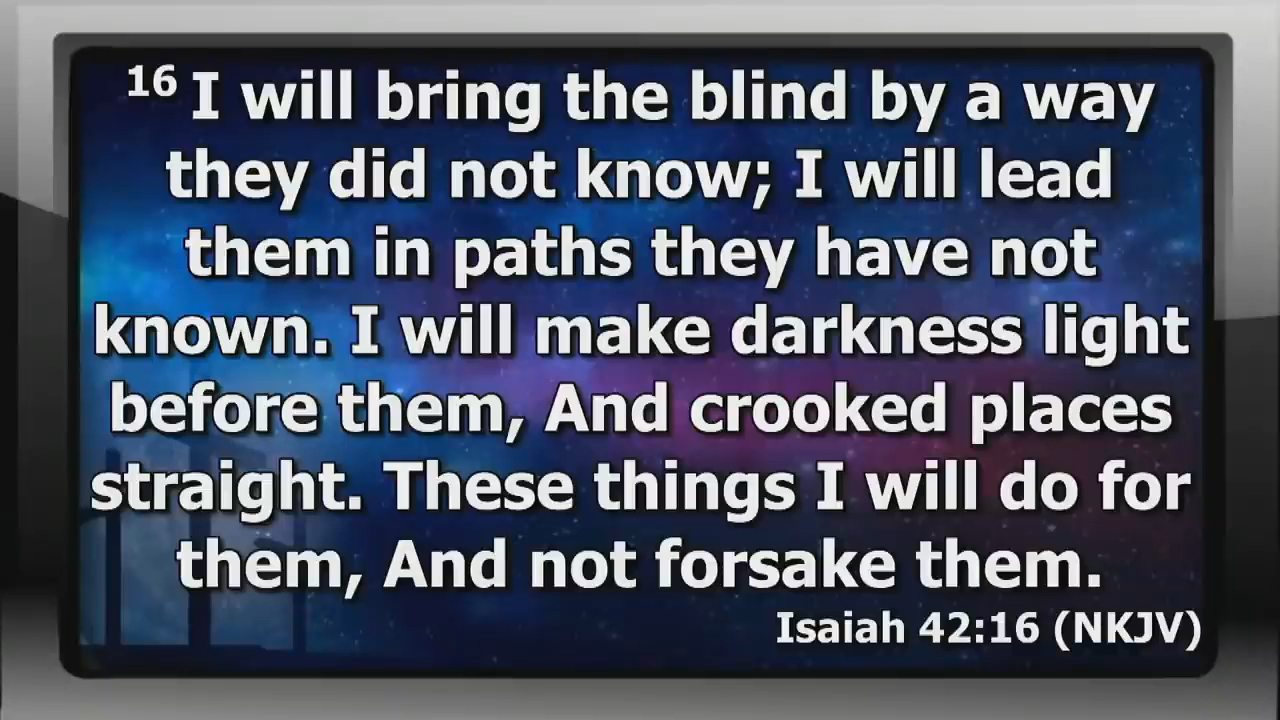 16 I will bring the blind by a way
they did not know; I will lead
them in paths they have not
known. I will make darkness light
before them, And crooked places
straight. These things I will do for
them, And not forsake them.
Isaiah 42:16 (NKJV)